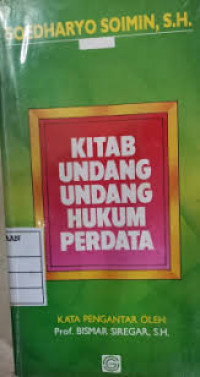 SOEDHARYO SOIMIN, S.H.
KITAB
UNDANG
UNDANG
HUKUM
PERDATA
KATA PENGANTAR OLEH
Prof. BISMAR SIREGAR, S.H.